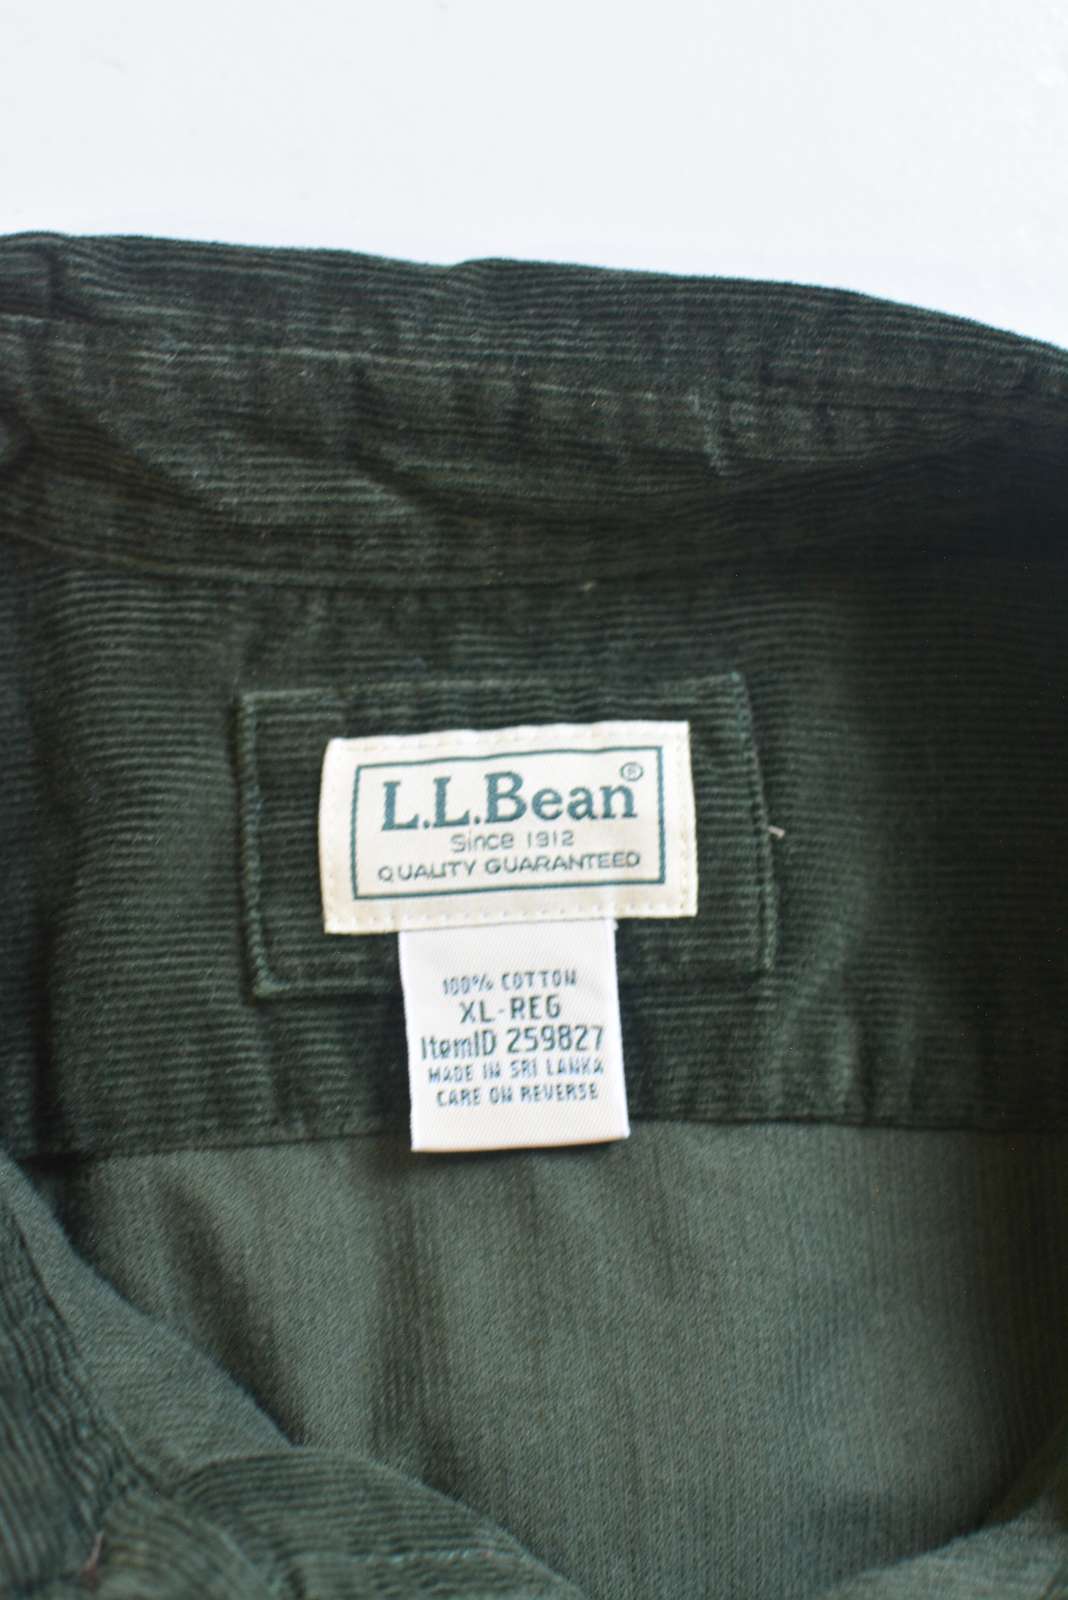 L.L.Bean®
Since 1912
QUALITY GUARANTEED
100% COTTON
XL-REG
ItemID 259827
MADE IN SRI LANKA
CARE ON REVERSE